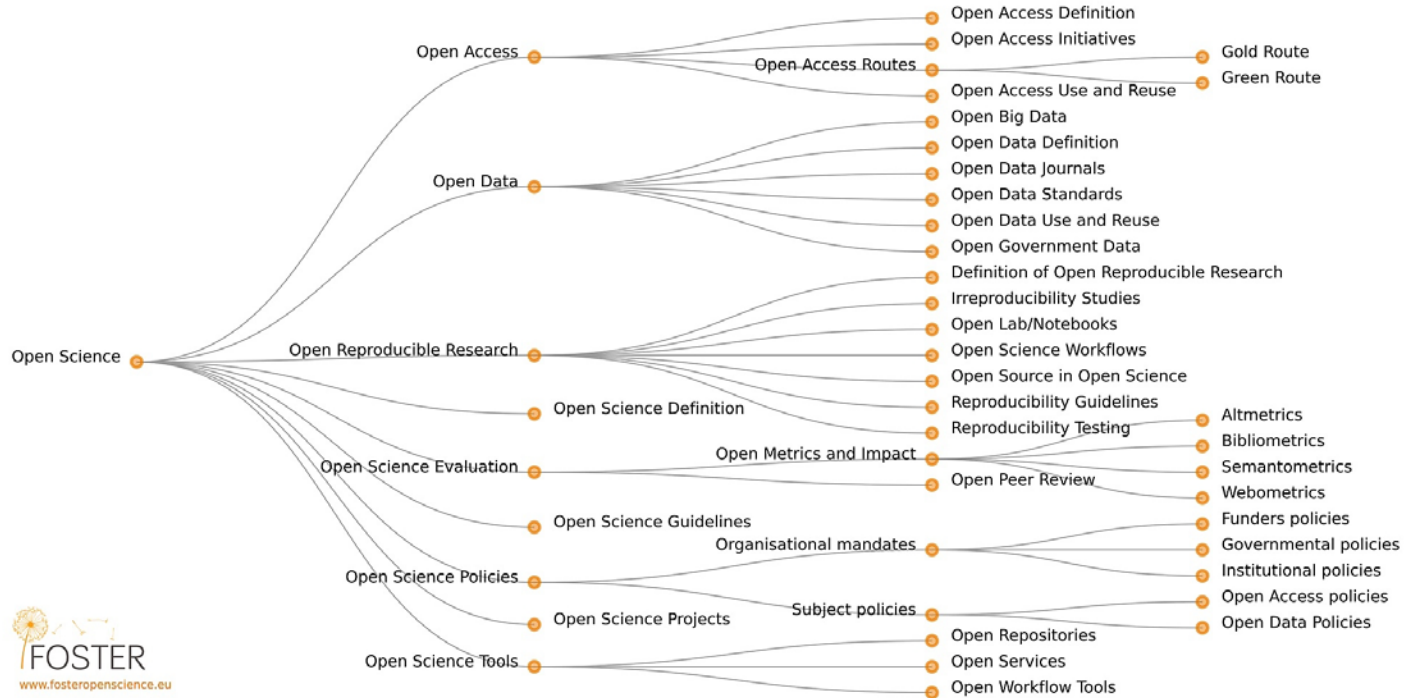 Open Science
Open Access
Open Access Definition
Open Access Initiatives
Open Access Routes
Gold Route
Green Route
Open Access Use and Reuse
Open Data
Open Big Data
Open Data Definition
Open Data Journals
Open Data Standards
Open Data Use and Reuse
Open Government Data
Open Reproducible Research
Definition of Open Reproducible Research
Irreproducibility Studies
Open Lab/Notebooks
Open Science Workflows
Open Source in Open Science
Reproducibility Guidelines
Reproducibility Testing
Open Science Definition
Open Science Evaluation
Open Metrics and Impact
Altmetrics
Bibliometrics
Semantometrics
Webometrics
Open Peer Review
Open Science Guidelines
Open Science Policies
Organisational mandates
Funders policies
Governmental policies
Institutional policies
Subject policies
Open Access policies
Open Data Policies
Open Science Projects
Open Science Tools
Open Repositories
Open Services
Open Workflow Tools
FOSTER
www.fosteropenscience.eu